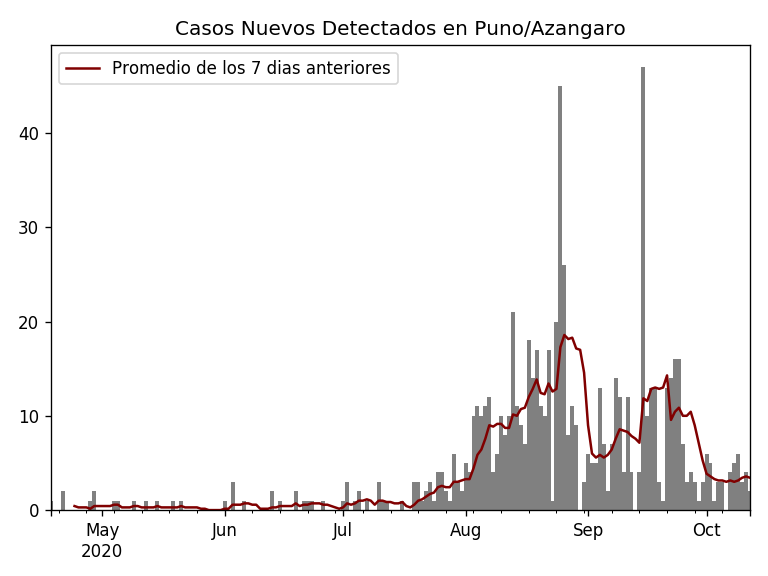 Casos Nuevos Detectados en Puno/Azangaro
Promedio de los 7 dias anteriores
40
30
20
10
0
May Jun Jul Aug Sep Oct
2020